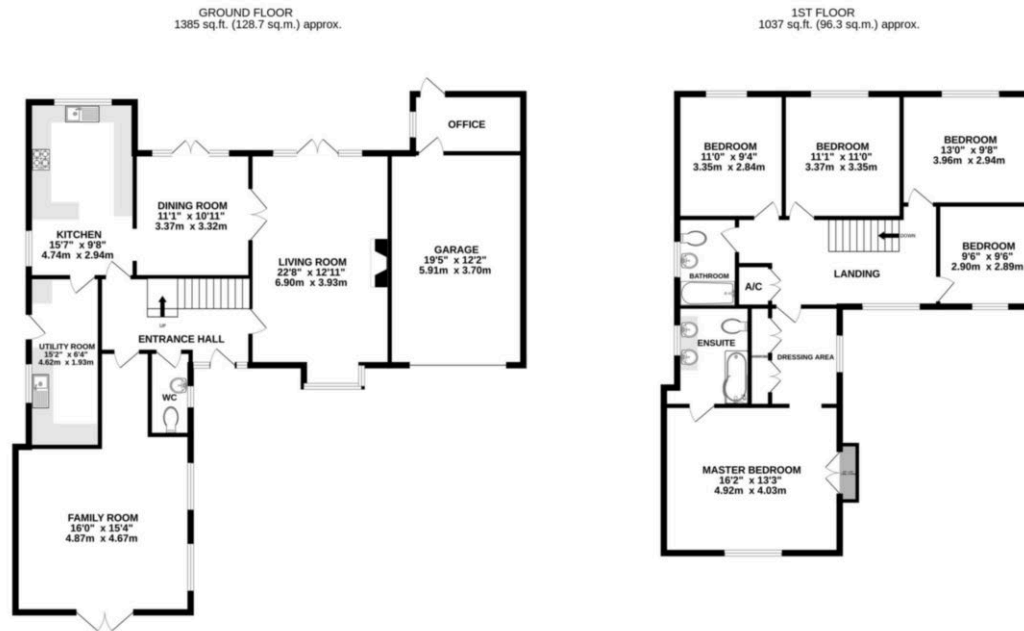 GROUND FLOOR
1385 sq.ft. (128.7 sq.m.) approx.
OFFICE
DINING ROOM
11'1" x 10'11"
3.37m x 3.32m
KITCHEN
15'7" x 9'8"
4.74m x 2.94m
LIVING ROOM
22'8" x 12'11"
6.90m x 3.93m
GARAGE
19'5" x 12'2"
5.91m x 3.70m
UP
ENTRANCE HALL
UTILITY ROOM
15'2" x 6'4"
4.62m x 1.93m
WC
FAMILY ROOM
16'0" x 15'4"
4.87m x 4.67m
1ST FLOOR
1037 sq.ft. (96.3 sq.m.) approx.
BEDROOM
11'0" x 9'4"
3.35m x 2.84m
BEDROOM
11'1" x 11'0"
3.37m x 3.35m
BEDROOM
13'0" x 9'8"
3.96m x 2.94m
DOWN
BEDROOM
9'6" x 9'6"
2.90m x 2.89m
BATHROOM
A/C
LANDING
ENSUITE
DRESSING AREA
MASTER BEDROOM
16'2" x 13'3"
4.92m x 4.03m